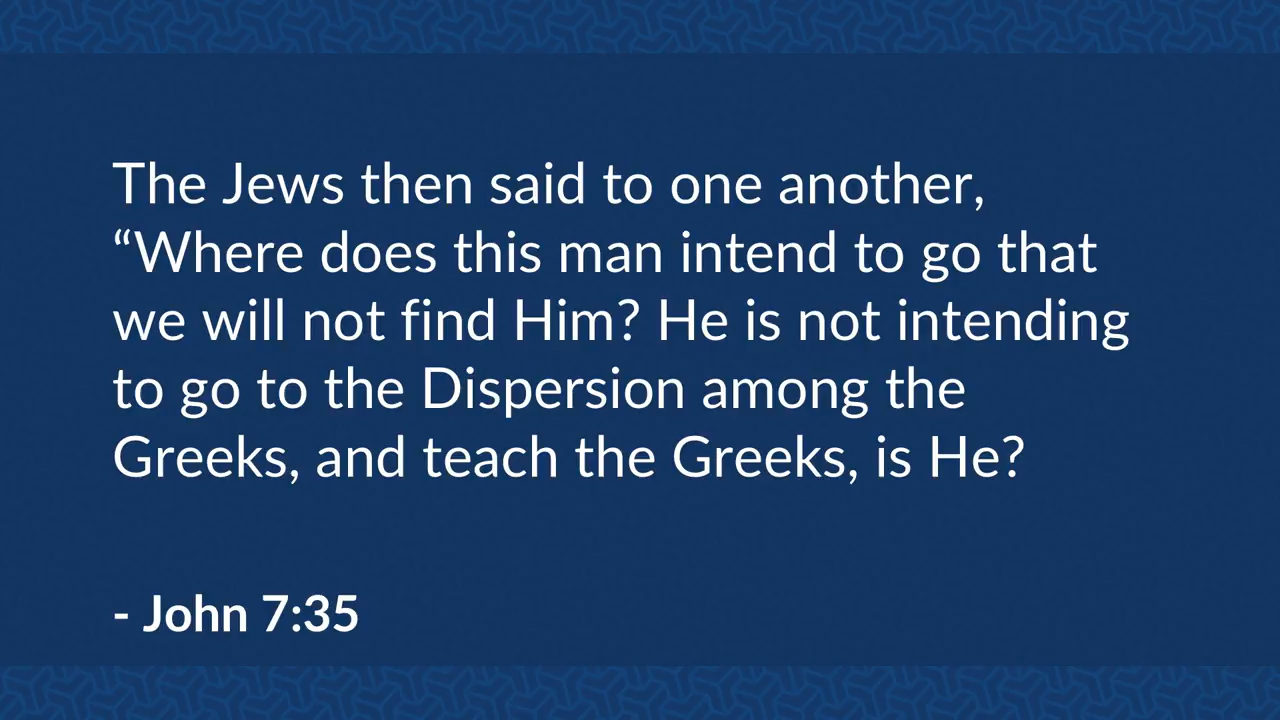 The Jews then said to one another,
“Where does this man intend to go that
we will not find Him? He is not intending
to go to the Dispersion among the
Greeks, and teach the Greeks, is He?
- John 7:35